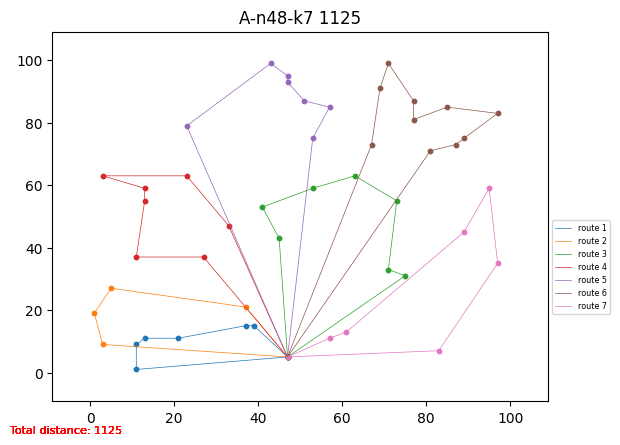 A-n48-k7 1125
100
80
60
40
20
0
0 20 40 60 80 100
route 1
route 2
route 3
route 4
route 5
route 6
route 7
Total distance: 1125